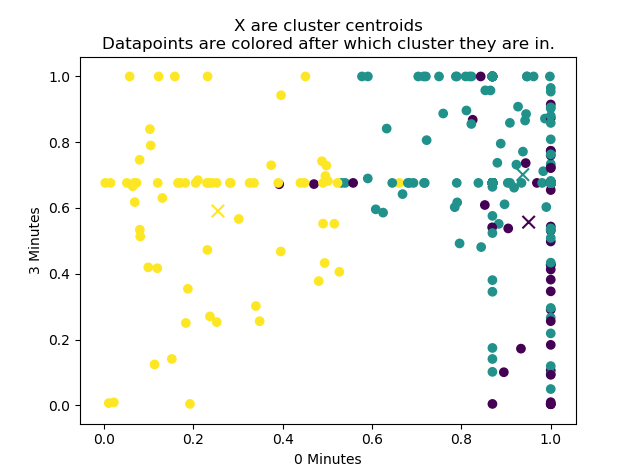 X are cluster centroids
Datapoints are colored after which cluster they are in.
1.0
0.8
0.6
0.4
0.2
0.0
3 Minutes
0.0 0.2 0.4 0.6 0.8 1.0
0 Minutes